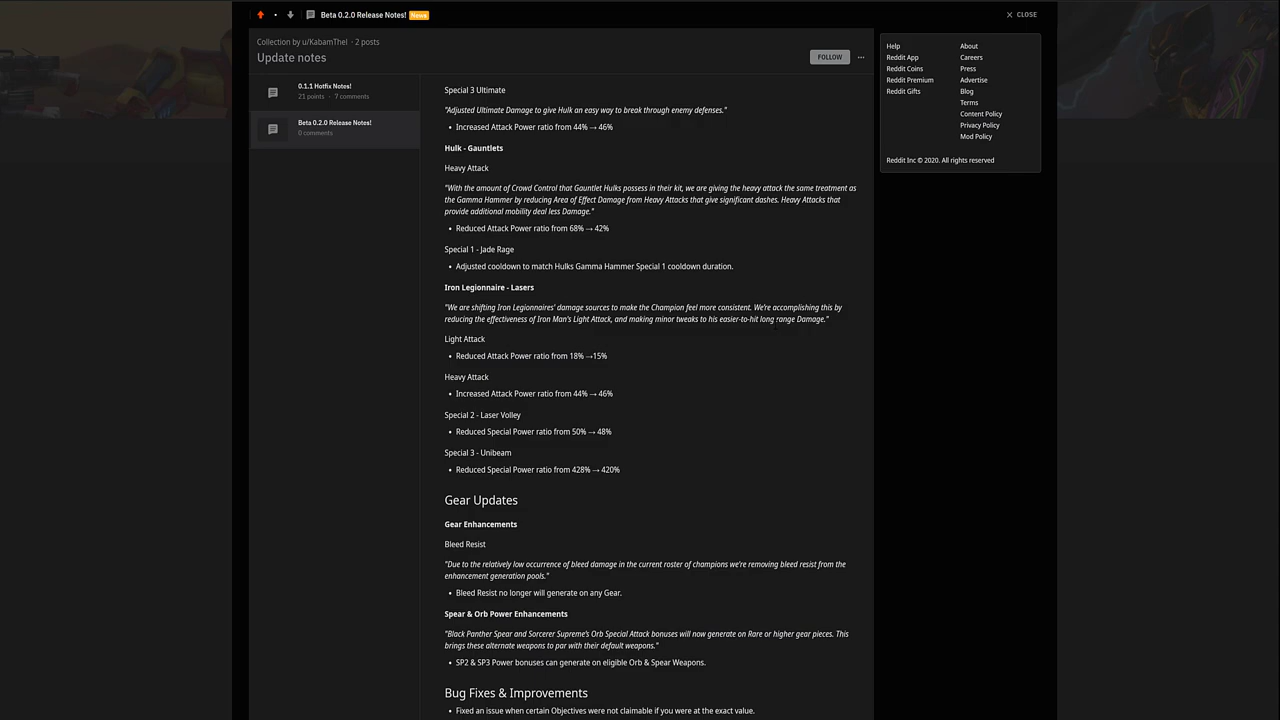 Beta 0.2.0 Release Notes! News
CLOSE
Collection by u/KabamThel · 2 posts
Update notes
FOLLOW
0.1.1 Hotfix Notes!
21 points · 7 comments
Beta 0.2.0 Release Notes!
0 comments
Special 3 Ultimate
"Adjusted Ultimate Damage to give Hulk an easy way to break through enemy defenses."
• Increased Attack Power ratio from 44% → 46%
Hulk - Gauntlets
Heavy Attack
"With the amount of Crowd Control that Gauntlet Hulks possess in their kit, we are giving the heavy attack the same treatment as
the Gamma Hammer by reducing Area of Effect Damage from Heavy Attacks that give significant dashes. Heavy Attacks that
provide additional mobility deal less Damage."
• Reduced Attack Power ratio from 68% → 42%
Special 1 - Jade Rage
• Adjusted cooldown to match Hulks Gamma Hammer Special 1 cooldown duration.
Iron Legionnaire - Lasers
"We are shifting Iron Legionnaires' damage sources to make the Champion feel more consistent. We're accomplishing this by
reducing the effectiveness of Iron Man's Light Attack, and making minor tweaks to his easier-to-hit long range Damage."
Light Attack
• Reduced Attack Power ratio from 18% →15%
Heavy Attack
• Increased Attack Power ratio from 44% → 46%
Special 2 - Laser Volley
• Reduced Special Power ratio from 50% → 48%
Special 3 - Unibeam
• Reduced Special Power ratio from 428% → 420%
Gear Updates
Gear Enhancements
Bleed Resist
"Due to the relatively low occurrence of bleed damage in the current roster of champions we're removing bleed resist from the
enhancement generation pools."
• Bleed Resist no longer will generate on any Gear.
Spear & Orb Power Enhancements
"Black Panther Spear and Sorcerer Supreme's Orb Special Attack bonuses will now generate on Rare or higher gear pieces. This
brings these alternate weapons to par with their default weapons."
• SP2 & SP3 Power bonuses can generate on eligible Orb & Spear Weapons.
Bug Fixes & Improvements
• Fixed an issue when certain Objectives were not claimable if you were at the exact value.
Help
Reddit App
Reddit Coins
Reddit Premium
Reddit Gifts
About
Careers
Press
Advertise
Blog
Terms
Content Policy
Privacy Policy
Mod Policy
Reddit Inc © 2020. All rights reserved